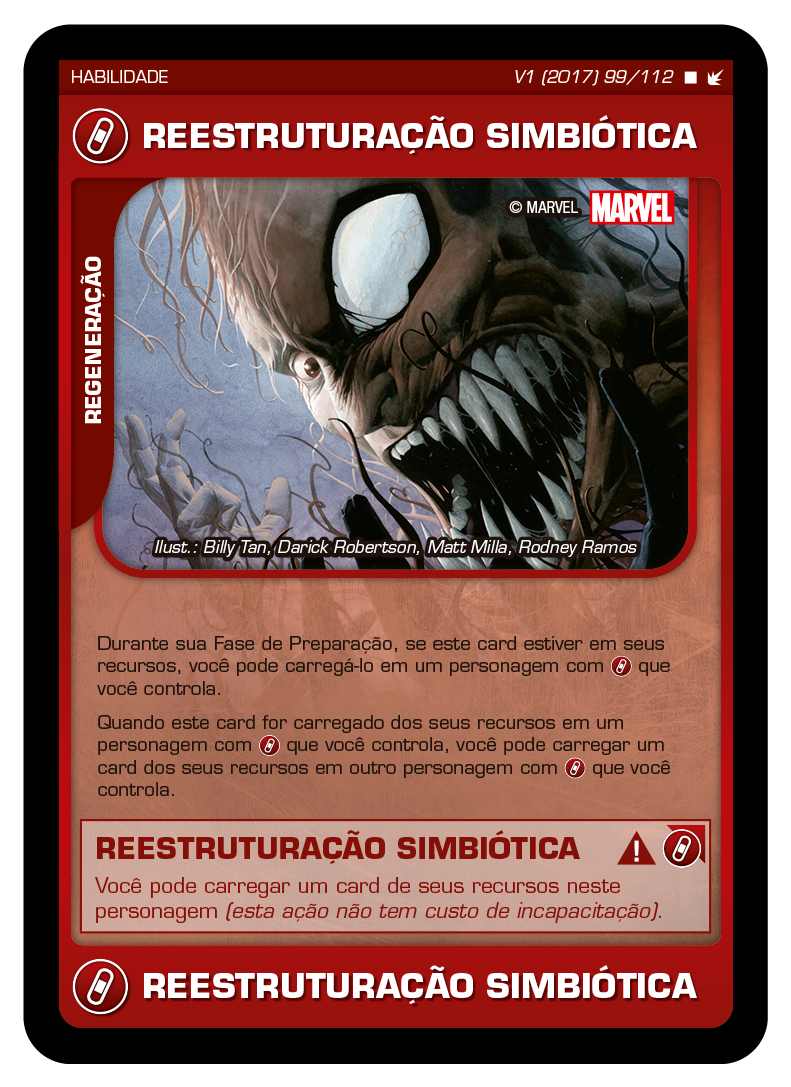 HABILIDADE
V1 (2017) 99/112
REESTRUTURAÇÃO SIMBIÓTICA
© MARVEL MARVEL
REGENERAÇÃO
Ilust.: Billy Tan, Darick Robertson, Matt Milla, Rodney Ramos
Durante sua Fase de Preparação, se este card estiver em seus
recursos, você pode carregá-lo em um personagem com que
você controla.
Quando este card for carregado dos seus recursos em um
personagem com que você controla, você pode carregar um
card dos seus recursos em outro personagem com que você
controla.
REESTRUTURAÇÃO SIMBIÓTICA
Você pode carregar um card de seus recursos neste
personagem (esta ação não tem custo de incapacitação).
REESTRUTURAÇÃO SIMBIÓTICA